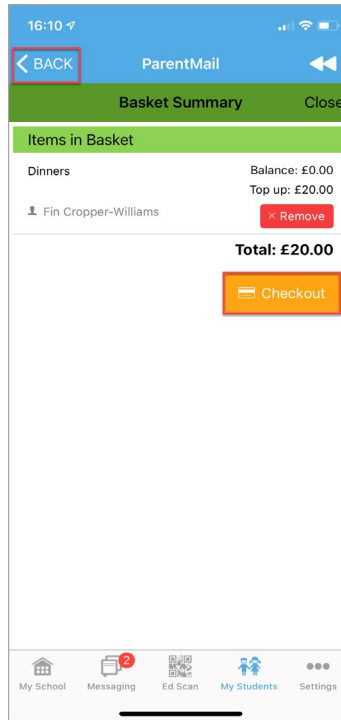 16:10
BACK ParentMail
Basket Summary Close
Items in Basket
Dinners Balance: £0.00
Top up: £20.00
Fin Cropper-Williams × Remove
Total: £20.00
Checkout
2
My School Messaging Ed Scan My Students Settings